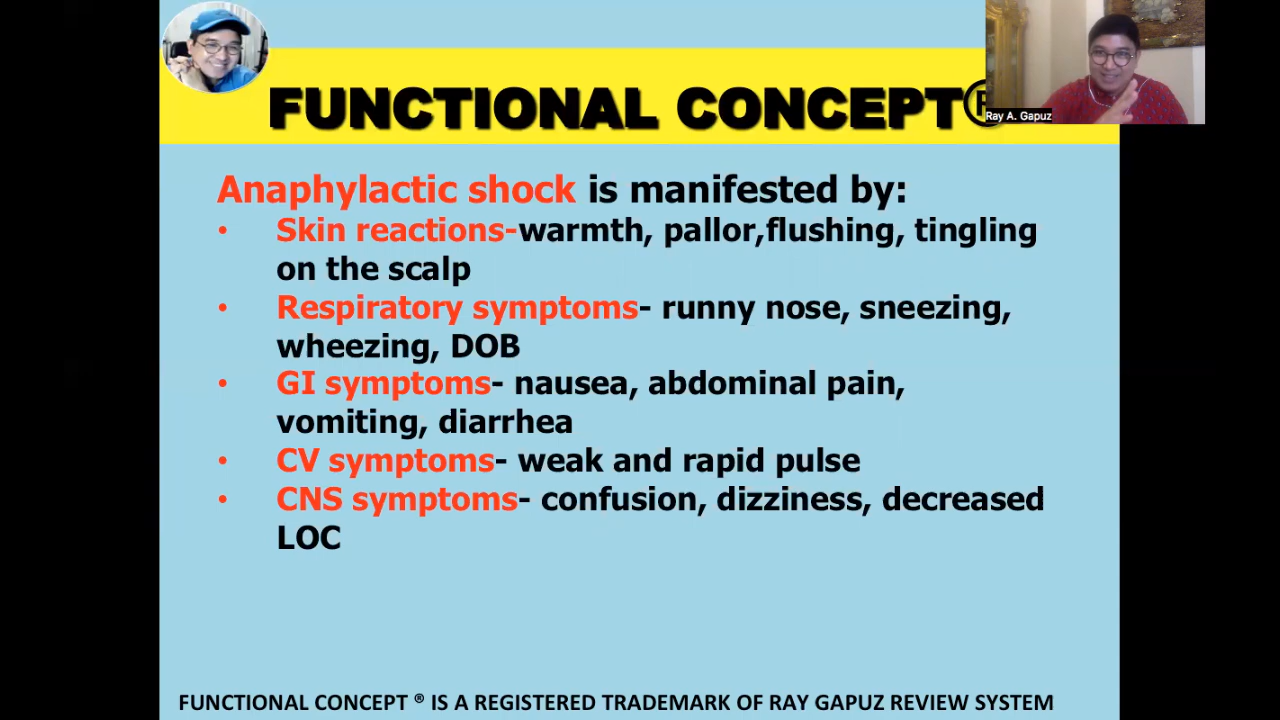 FUNCTIONAL CONCEPT®
Ray A. Gapuz
Anaphylactic shock is manifested by:
• Skin reactions-warmth, pallor,flushing, tingling
on the scalp
• Respiratory symptoms- runny nose, sneezing,
wheezing, DOB
• GI symptoms- nausea, abdominal pain,
vomiting, diarrhea
• CV symptoms- weak and rapid pulse
• CNS symptoms- confusion, dizziness, decreased
LOC
FUNCTIONAL CONCEPT ® IS A REGISTERED TRADEMARK OF RAY GAPUZ REVIEW SYSTEM